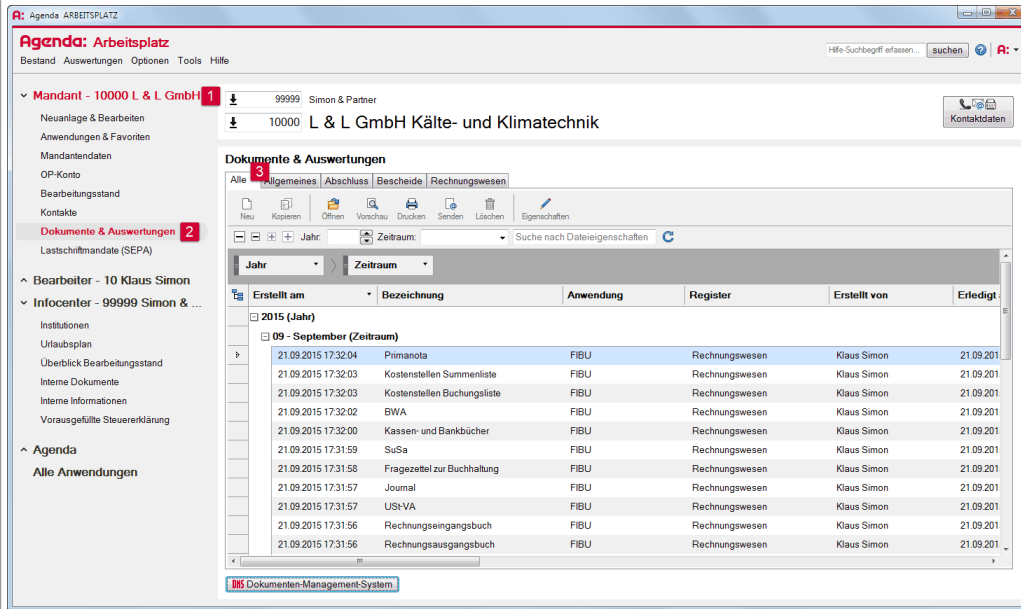 A: Agenda ARBEITSPLATZ
Agenda: Arbeitsplatz
Bestand Auswertungen Optionen Tools Hilfe
Hilfe-Suchbegriff erfassen... suchen ? A:
Mandant - 10000 L & L GmbH 1
Neuanlage & Bearbeiten
Anwendungen & Favoriten
Mandantendaten
OP-Konto
Bearbeitungsstand
Kontakte
Dokumente & Auswertungen 2
Lastschriftmandate (SEPA)
Bearbeiter - 10 Klaus Simon
Infocenter - 99999 Simon & ...
Institutionen
Urlaubsplan
Überblick Bearbeitungsstand
Interne Dokumente
Interne Informationen
Vorausgefüllte Steuererklärung
Agenda
Alle Anwendungen
99999 Simon & Partner
10000 L & L GmbH Kälte- und Klimatechnik
Kontaktdaten
Dokumente & Auswertungen
3
Alle Allgemeines Abschluss Bescheide Rechnungswesen
Neu Kopieren Öffnen Vorschau Drucken Senden Löschen Eigenschaften
Jahr: Zeitraum: Suche nach Dateieigenschaften
Jahr Zeitraum
Erstellt am Bezeichnung Anwendung Register Erstellt von Erledigt
2015 (Jahr)
09 - September (Zeitraum)
21.09.2015 17:32:04 Primanota FIBU Rechnungswesen Klaus Simon 21.09.201
21.09.2015 17:32:03 Kostenstellen Summenliste FIBU Rechnungswesen Klaus Simon 21.09.201
21.09.2015 17:32:03 Kostenstellen Buchungsliste FIBU Rechnungswesen Klaus Simon 21.09.201
21.09.2015 17:32:02 BWA FIBU Rechnungswesen Klaus Simon 21.09.201
21.09.2015 17:32:00 Kassen- und Bankbücher FIBU Rechnungswesen Klaus Simon 21.09.201
21.09.2015 17:31:59 SuSa FIBU Rechnungswesen Klaus Simon 21.09.201
21.09.2015 17:31:58 Fragezettel zur Buchhaltung FIBU Rechnungswesen Klaus Simon 21.09.201
21.09.2015 17:31:57 Journal FIBU Rechnungswesen Klaus Simon 21.09.201
21.09.2015 17:31:57 USt-VA FIBU Rechnungswesen Klaus Simon 21.09.201
21.09.2015 17:31:56 Rechnungseingangsbuch FIBU Rechnungswesen Klaus Simon 21.09.201
21.09.2015 17:31:56 Rechnungsausgangsbuch FIBU Rechnungswesen Klaus Simon 21.09.201
DMS Dokumenten-Management-System